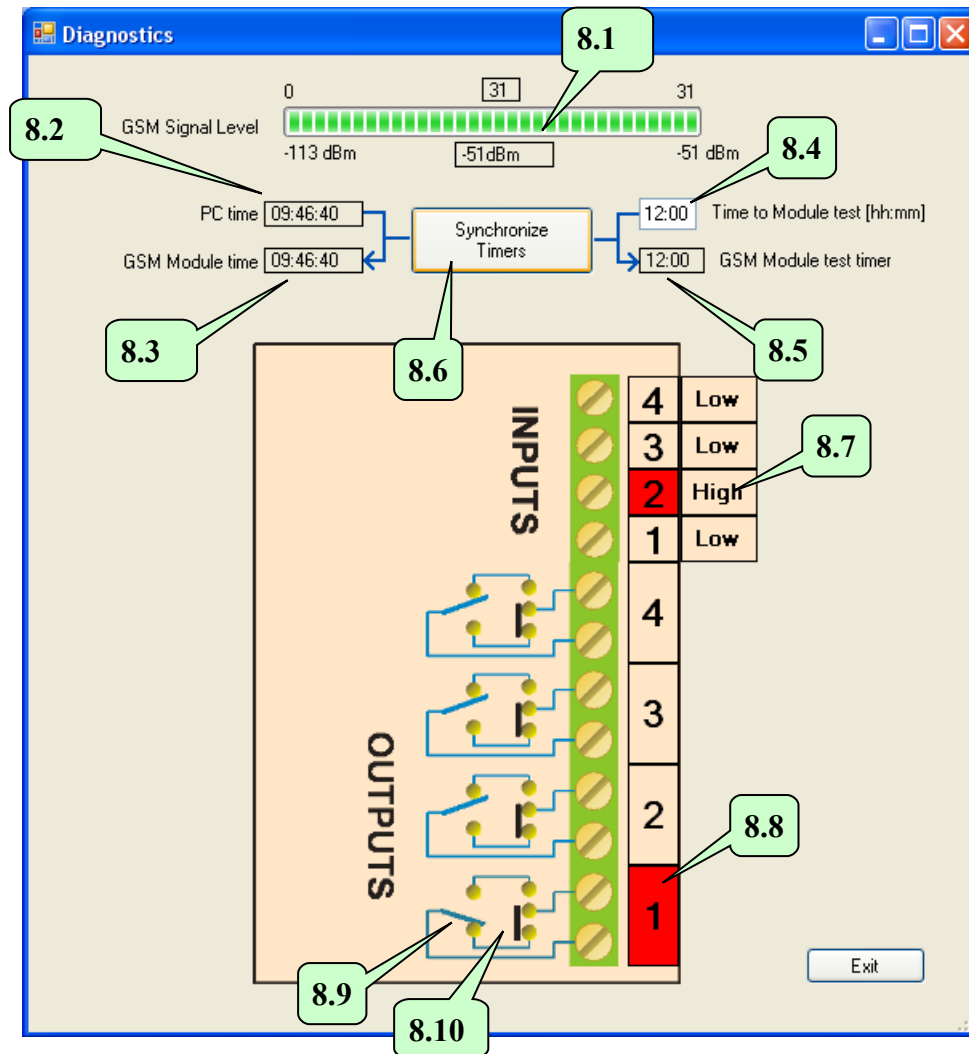 Diagnostics
8.1
0 31 31
GSM Signal Level
-113 dBm -51dBm -51 dBm
8.2
8.4
PC time 09:46:40
Synchronize
Timers
12:00 Time to Module test [hh:mm]
GSM Module time 09:46:40
12:00 GSM Module test timer
8.3
8.6
8.5
INPUTS
4 Low
3 Low
8.7
2 High
1 Low
4
3
OUTPUTS
2
8.8
1
8.9
8.10
Exit